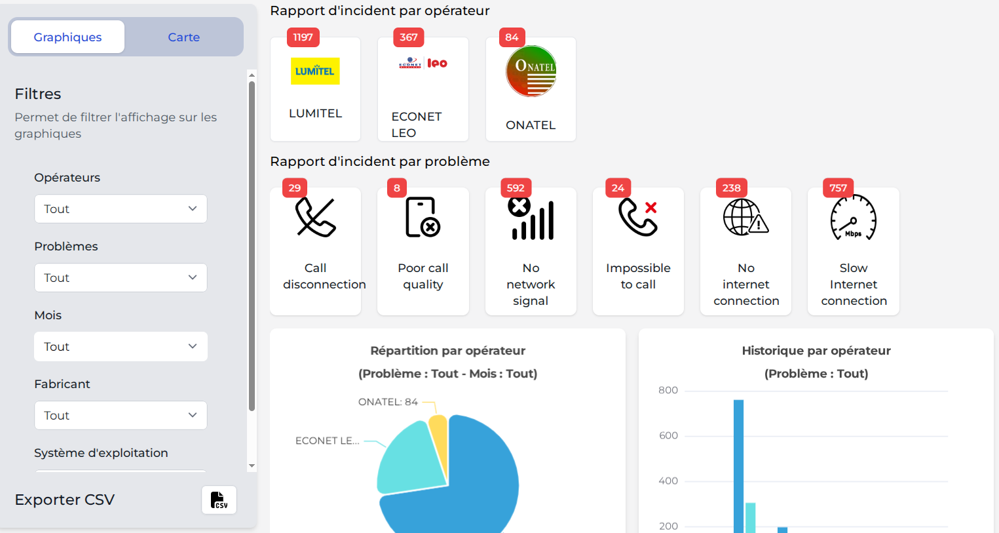 Graphiques
Carte
Filtres
Permet de filtrer l'affichage sur les
graphiques
Opérateurs
Tout
Problèmes
Tout
Mois
Tout
Fabricant
Tout
Système d'exploitation
Exporter CSV
CSV
Rapport d'incident par opérateur
1197
LUMITEL
LUMITEL
367
ECONET
leo
ECONET
LEO
84
ONATEL
ONATEL
Rapport d'incident par problème
29
Call
disconnection
8
Poor call
quality
592
No
network
signal
24
Impossible
to call
238
No
internet
connection
757
Mbps
Slow
Internet
connection
Répartition par opérateur
(Problème : Tout - Mois : Tout)
ONATEL: 84
ECONET LE...
Historique par opérateur
(Problème : Tout)
800
600
400
200